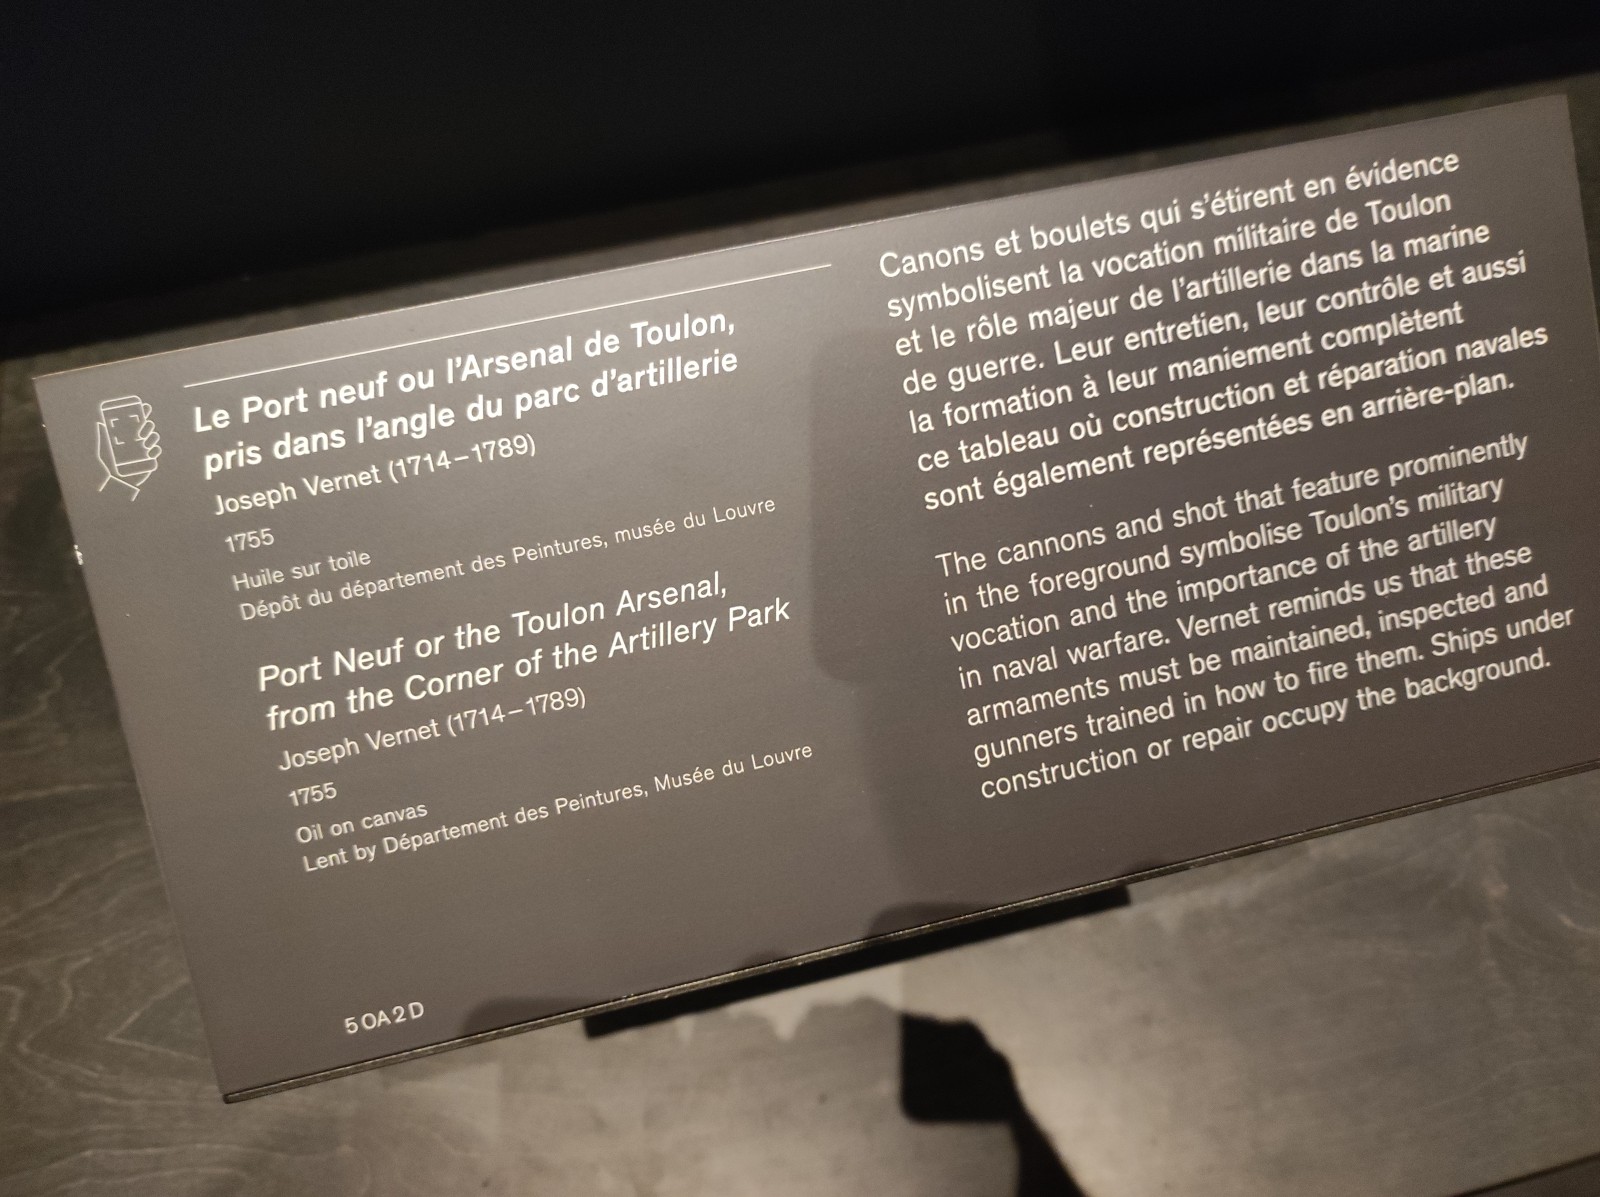 Le Port neuf ou l'Arsenal de Toulon,
pris dans l'angle du parc d'artillerie
Joseph Vernet (1714–1789)
1755
Huile sur toile
Dépôt du département des Peintures, musée du Louvre
Port Neuf or the Toulon Arsenal,
from the Corner of the Artillery Park
Joseph Vernet (1714–1789)
1755
Oil on canvas
Lent by Département des Peintures, Musée du Louvre
5OA2D
Canons et boulets qui s'étirent en évidence
symbolisent la vocation militaire de Toulon
et le rôle majeur de l'artillerie dans la marine
de guerre. Leur entretien, leur contrôle et aussi
la formation à leur maniement complètent
ce tableau où construction et réparation navales
sont également représentées en arrière-plan.
The cannons and shot that feature prominently
in the foreground symbolise Toulon's military
vocation and the importance of the artillery
in naval warfare. Vernet reminds us that these
armaments must be maintained, inspected and
gunners trained in how to fire them. Ships under
construction or repair occupy the background.